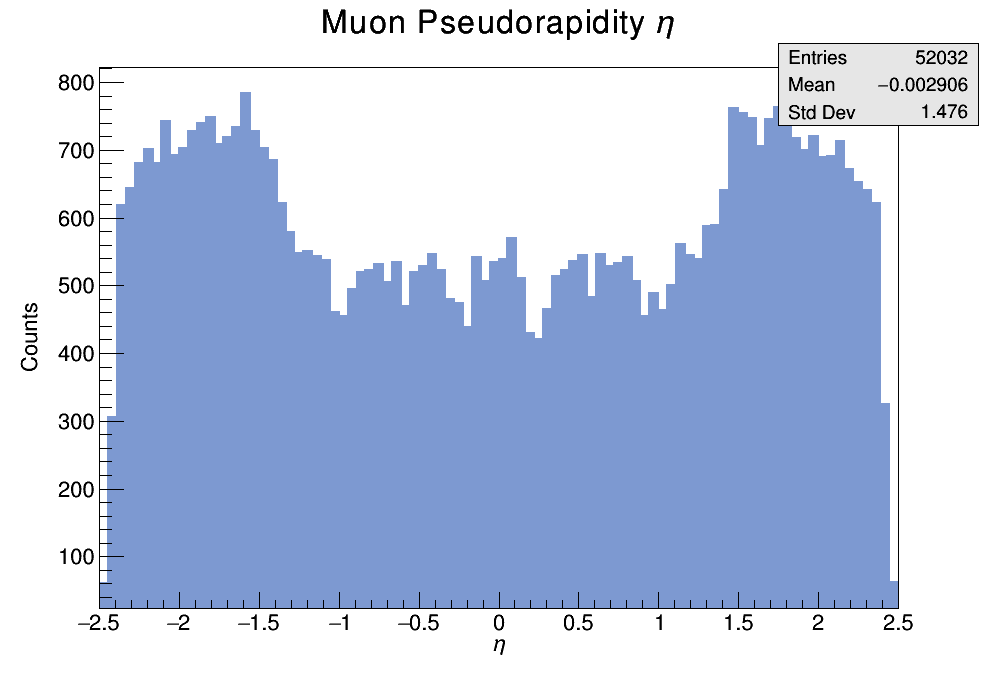 Muon Pseudorapidity η
Entries 52032
Mean −0.002906
Std Dev 1.476
800
700
600
500
400
300
200
100
Counts
−2.5 −2 −1.5 −1 −0.5 0 0.5 1 1.5 2 2.5
η